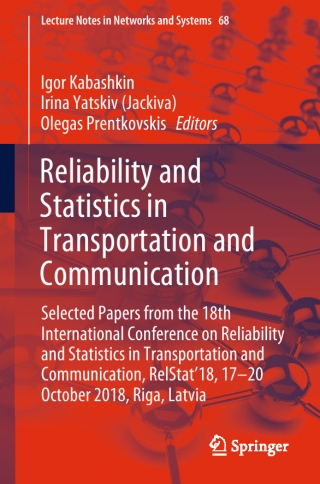 Lecture Notes in Networks and Systems 68
Igor Kabashkin
Irina Yatskiv (Jackiva)
Olegas Prentkovskis Editors
Reliability and
Statistics in
Transportation and
Communication
Selected Papers from the 18th
International Conference on Reliability
and Statistics in Transportation and
Communication, RelStat’18, 17–20
October 2018, Riga, Latvia
Springer